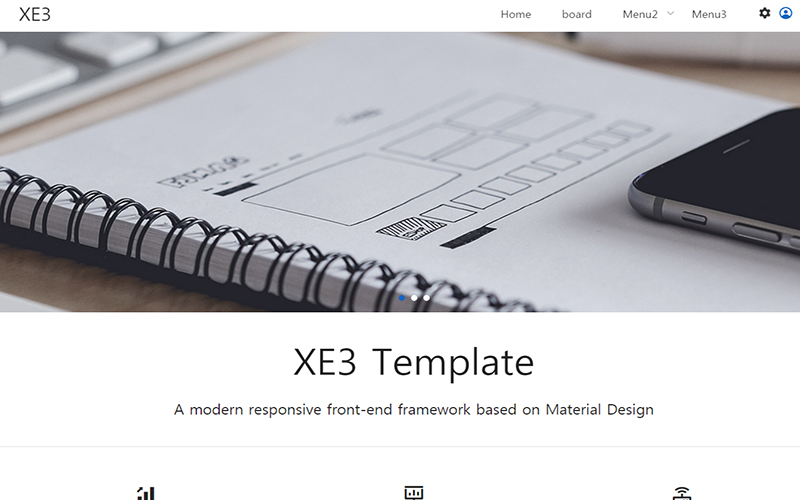 XE3
Home board Menu2 Menu3
XE3 Template
A modern responsive front-end framework based on Material Design